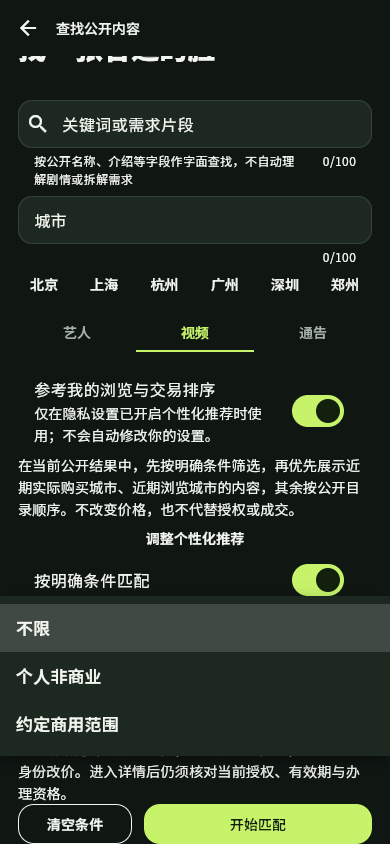 查找公开内容
关键词或需求片段
按公开名称、介绍等字段作字面查找，不自动理
解剧情或拆解需求
0/100
城市
0/100
北京 上海 杭州 广州 深圳 郑州
艺人 视频 通告
参考我的浏览与交易排序
仅在隐私设置已开启个性化推荐时使
用；不会自动修改你的设置。
在当前公开结果中，先按明确条件筛选，再优先展示近
期实际购买城市、近期浏览城市的内容，其余按公开目
录顺序。不改变价格，也不代替授权或成交。
调整个性化推荐
按明确条件匹配
不限
个人非商业
约定商用范围
身份改价。进入详情后仍须核对当前授权、有效期与办
理资格。
清空条件 开始匹配